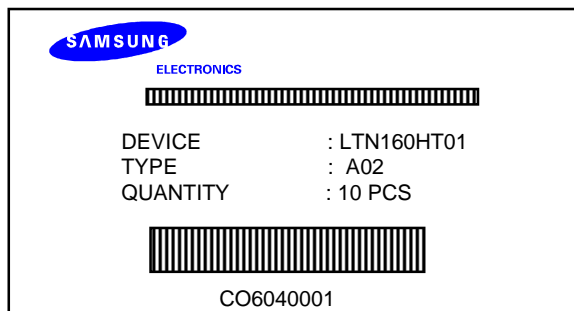 SAMSUNG
ELECTRONICS
DEVICE : LTN160HT01
TYPE : A02
QUANTITY : 10 PCS
CO6040001